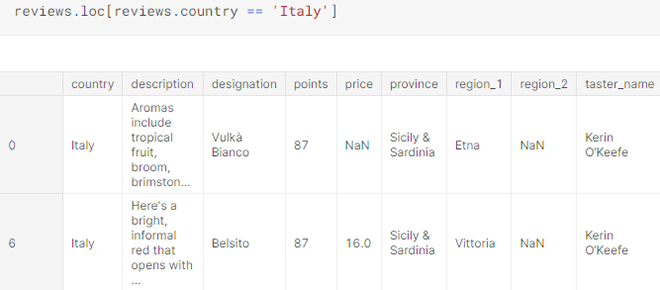 reviews.loc[reviews.country == 'Italy']
country description designation points price province region_1 region_2 taster_name
Aromas
include
tropical
fruit,
broom,
brimston...
0 Italy Vulkà Bianco 87 NaN Sicily & Sardinia Etna NaN Kerin O'Keefe
Here's a
bright,
informal
red that
opens with
...
6 Italy Belsito 87 16.0 Sicily & Sardinia Vittoria NaN Kerin O'Keefe